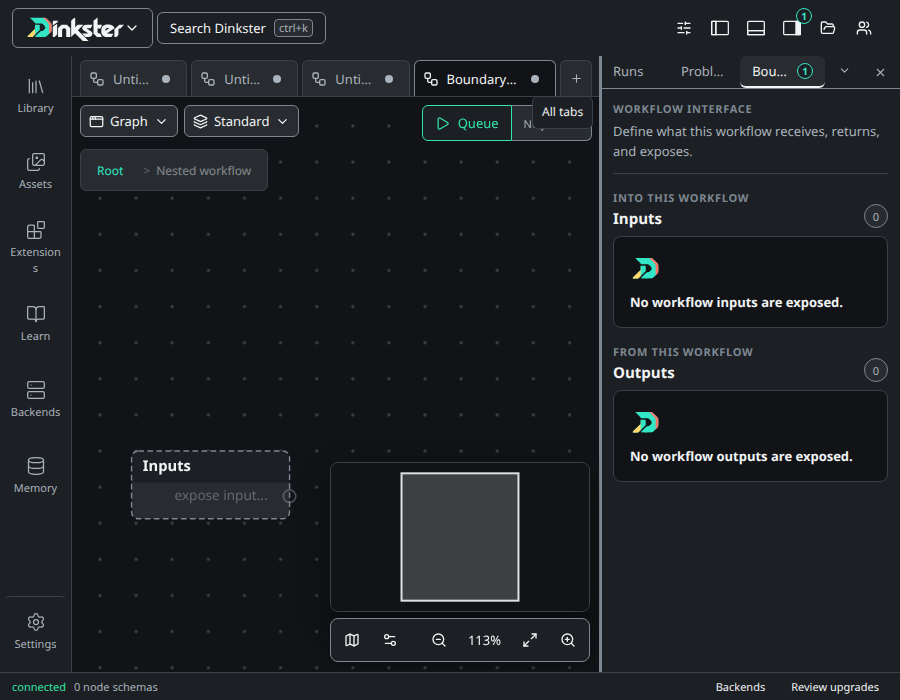 Dinkster
Search Dinkster ctrl+k
1
Library
Assets
Extension
s
Learn
Backends
Memory
Settings
Unti...
Unti...
Unti...
Boundary...
All tabs
Graph
Standard
Queue
Root > Nested workflow
Inputs
expose input...
113%
Runs
Probl...
Bou... 1
WORKFLOW INTERFACE
Define what this workflow receives, returns,
and exposes.
INTO THIS WORKFLOW
Inputs
0
No workflow inputs are exposed.
FROM THIS WORKFLOW
Outputs
0
No workflow outputs are exposed.
connected 0 node schemas
Backends
Review upgrades